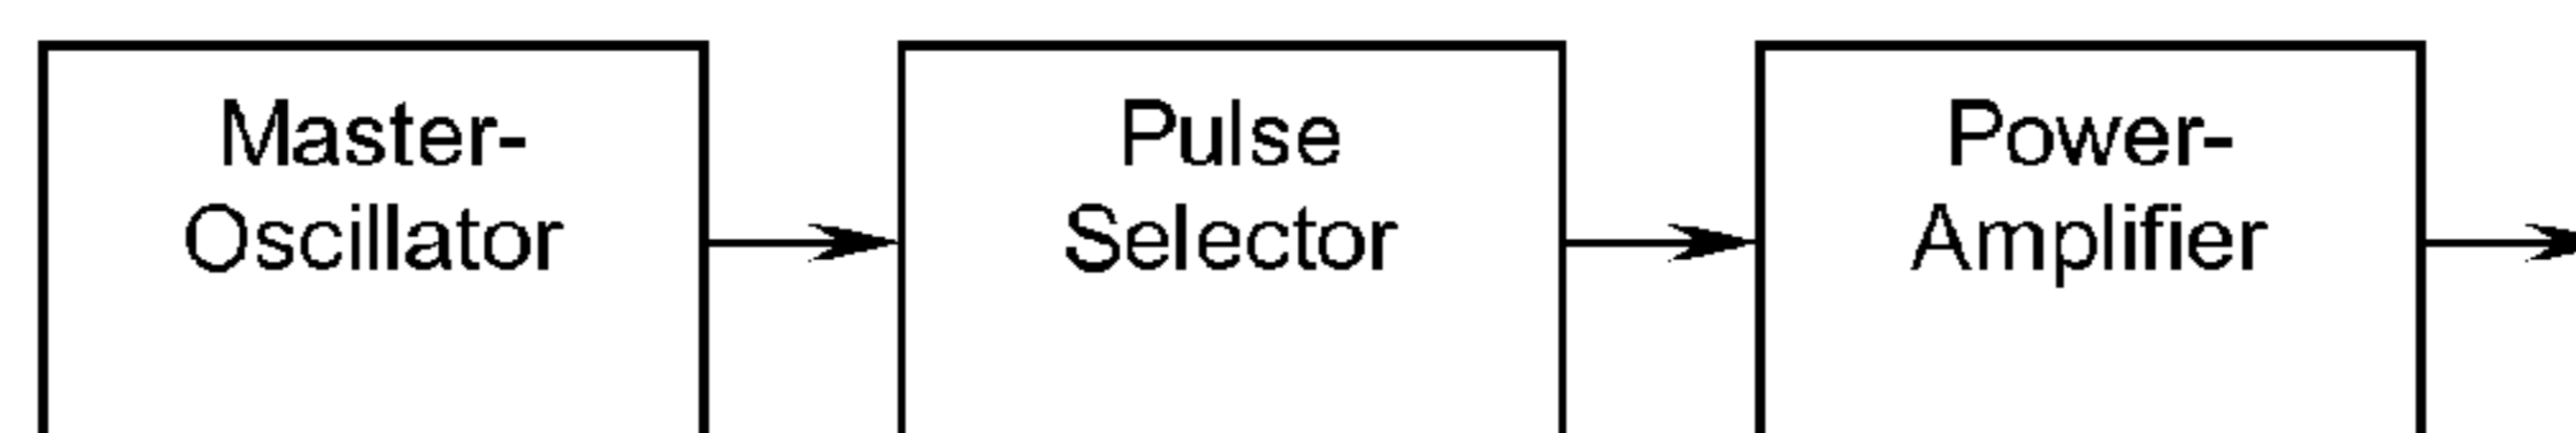 Master-
Oscillator
Pulse
Selector
Power-
Amplifier